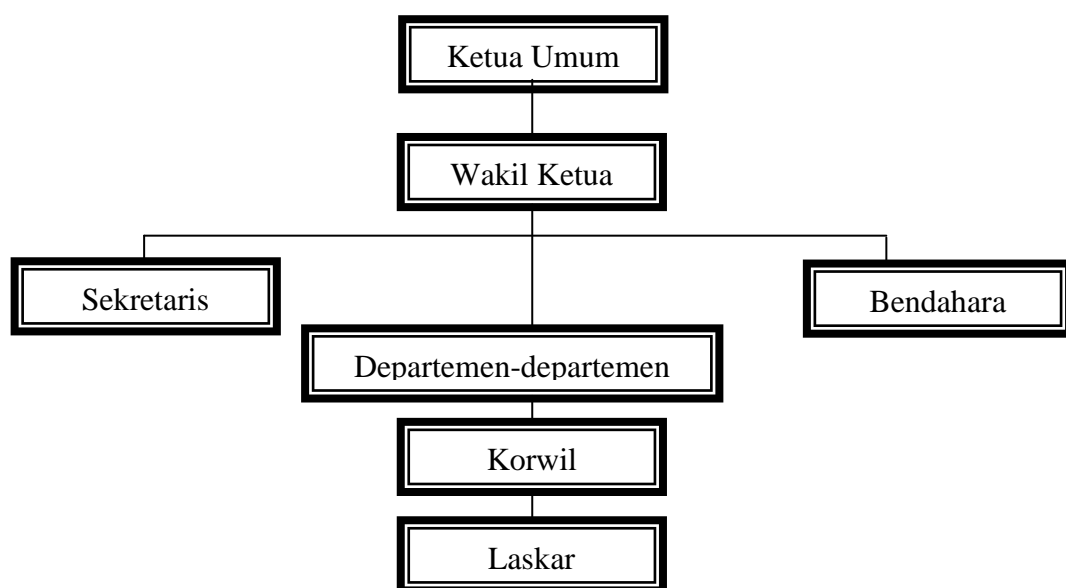 Ketua Umum
Wakil Ketua
Sekretaris
Bendahara
Departemen-departemen
Korwil
Laskar